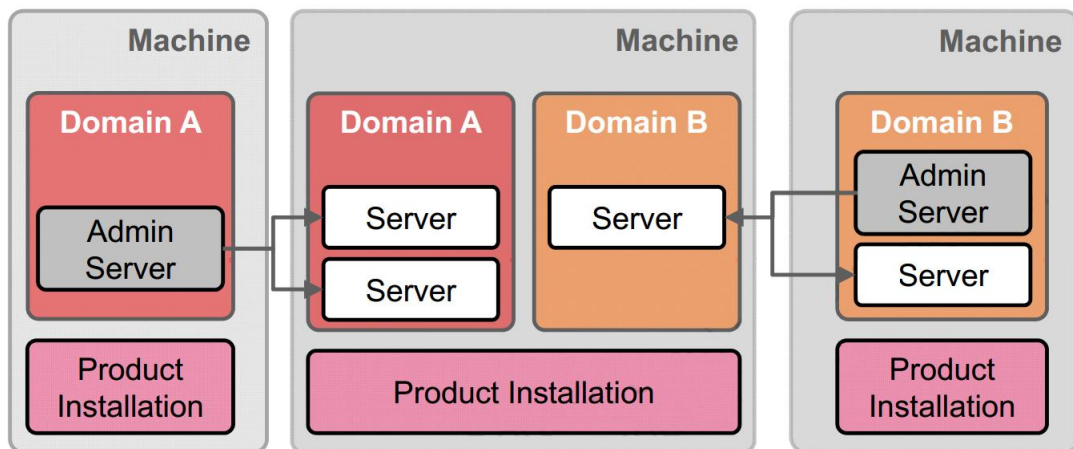 Machine
Domain A
Admin
Server
Product
Installation
Machine
Domain A
Server
Server
Domain B
Server
Product Installation
Machine
Domain B
Admin
Server
Server
Product
Installation